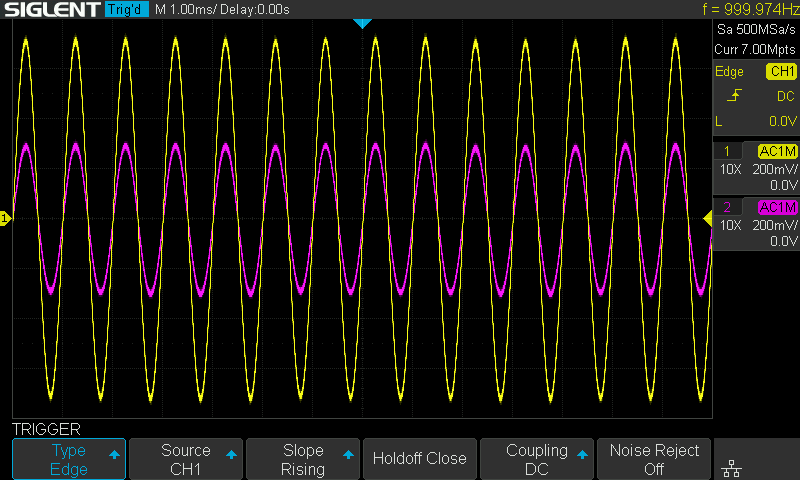 SIGLENT Trig'd M 1.00ms/ Delay:0.00s f = 999.974Hz
Sa 500MSa/s
Curr 7.00Mpts
Edge CH1
DC
L 0.0V
1 AC1M
10X 200mV/
0.0V
2 AC1M
10X 200mV/
0.0V
1
TRIGGER
Type
Edge
Source
CH1
Slope
Rising
Holdoff Close
Coupling
DC
Noise Reject
Off